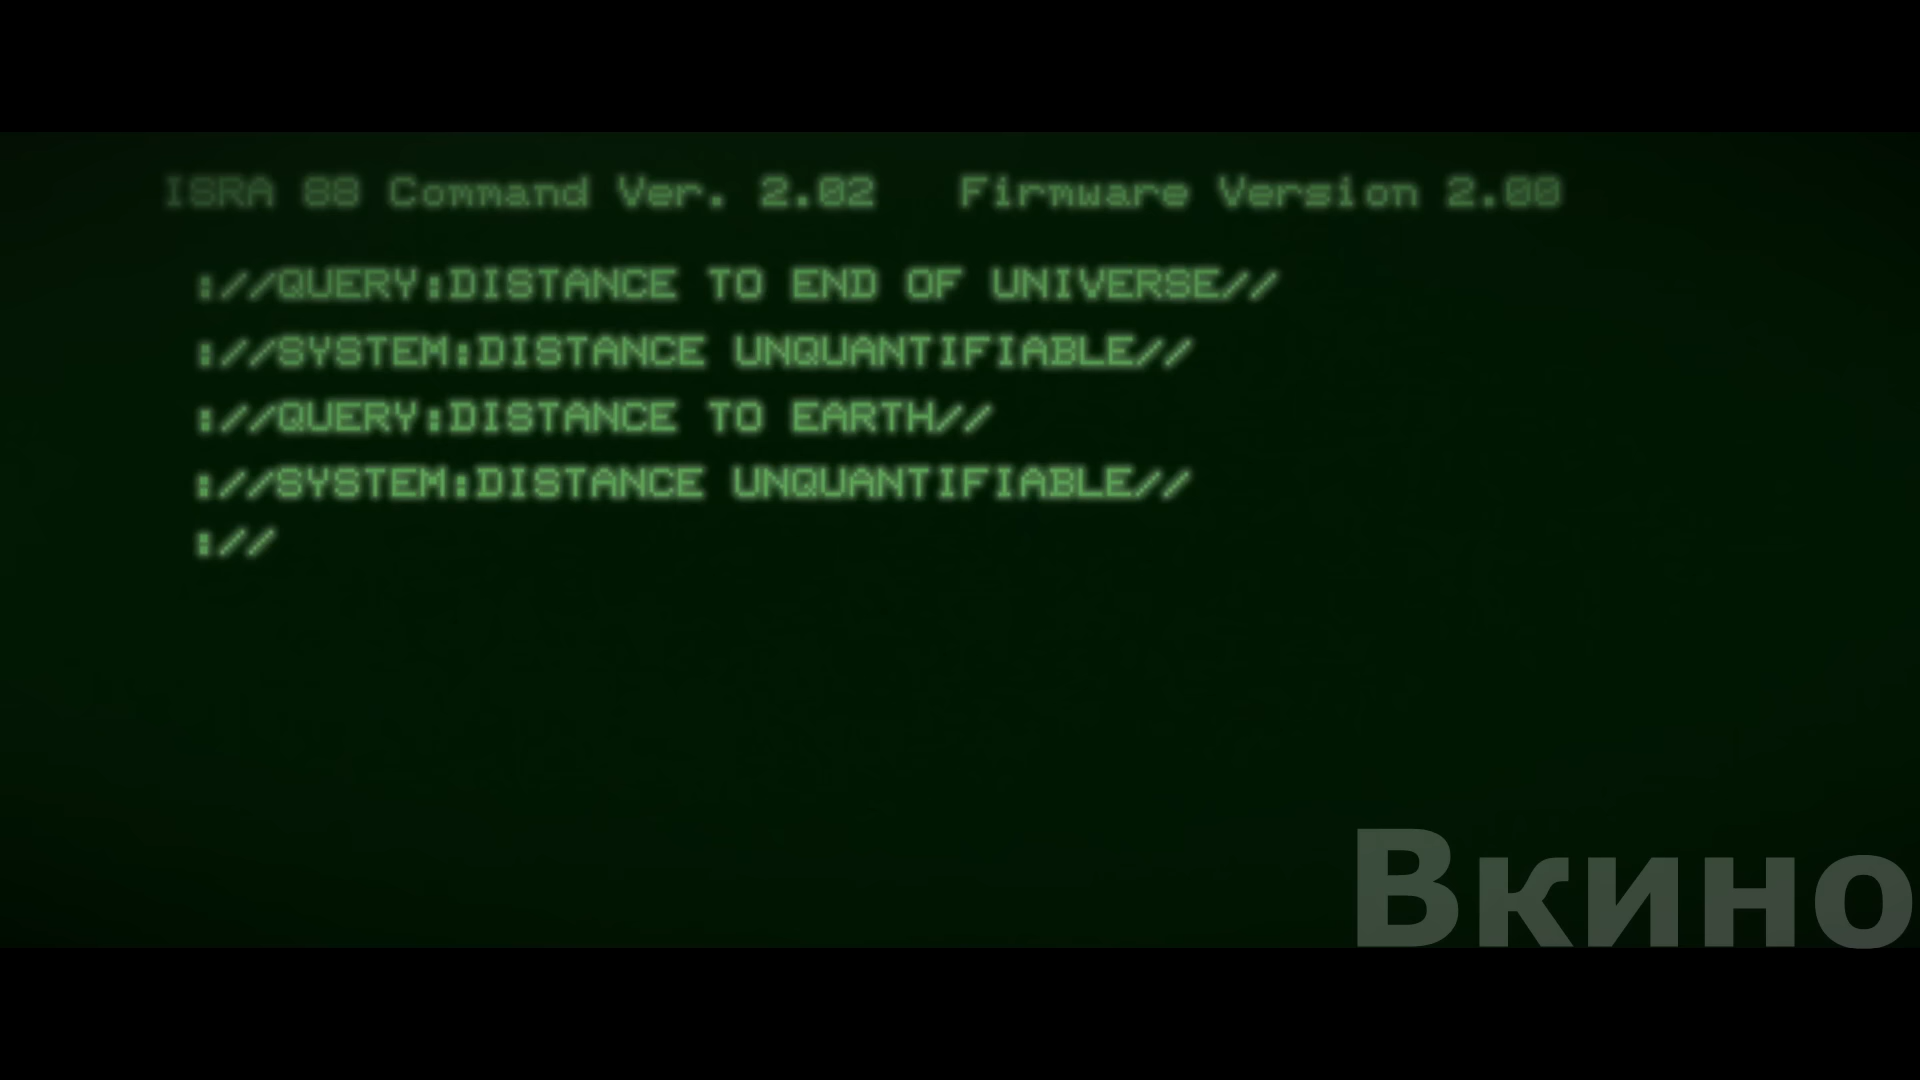 ISRA 88 Command Ver. 2.02   Firmware Version 2.00
://QUERY:DISTANCE TO END OF UNIVERSE//
://SYSTEM:DISTANCE UNQUANTIFIABLE//
://QUERY:DISTANCE TO EARTH//
://SYSTEM:DISTANCE UNQUANTIFIABLE//
://
Вкино